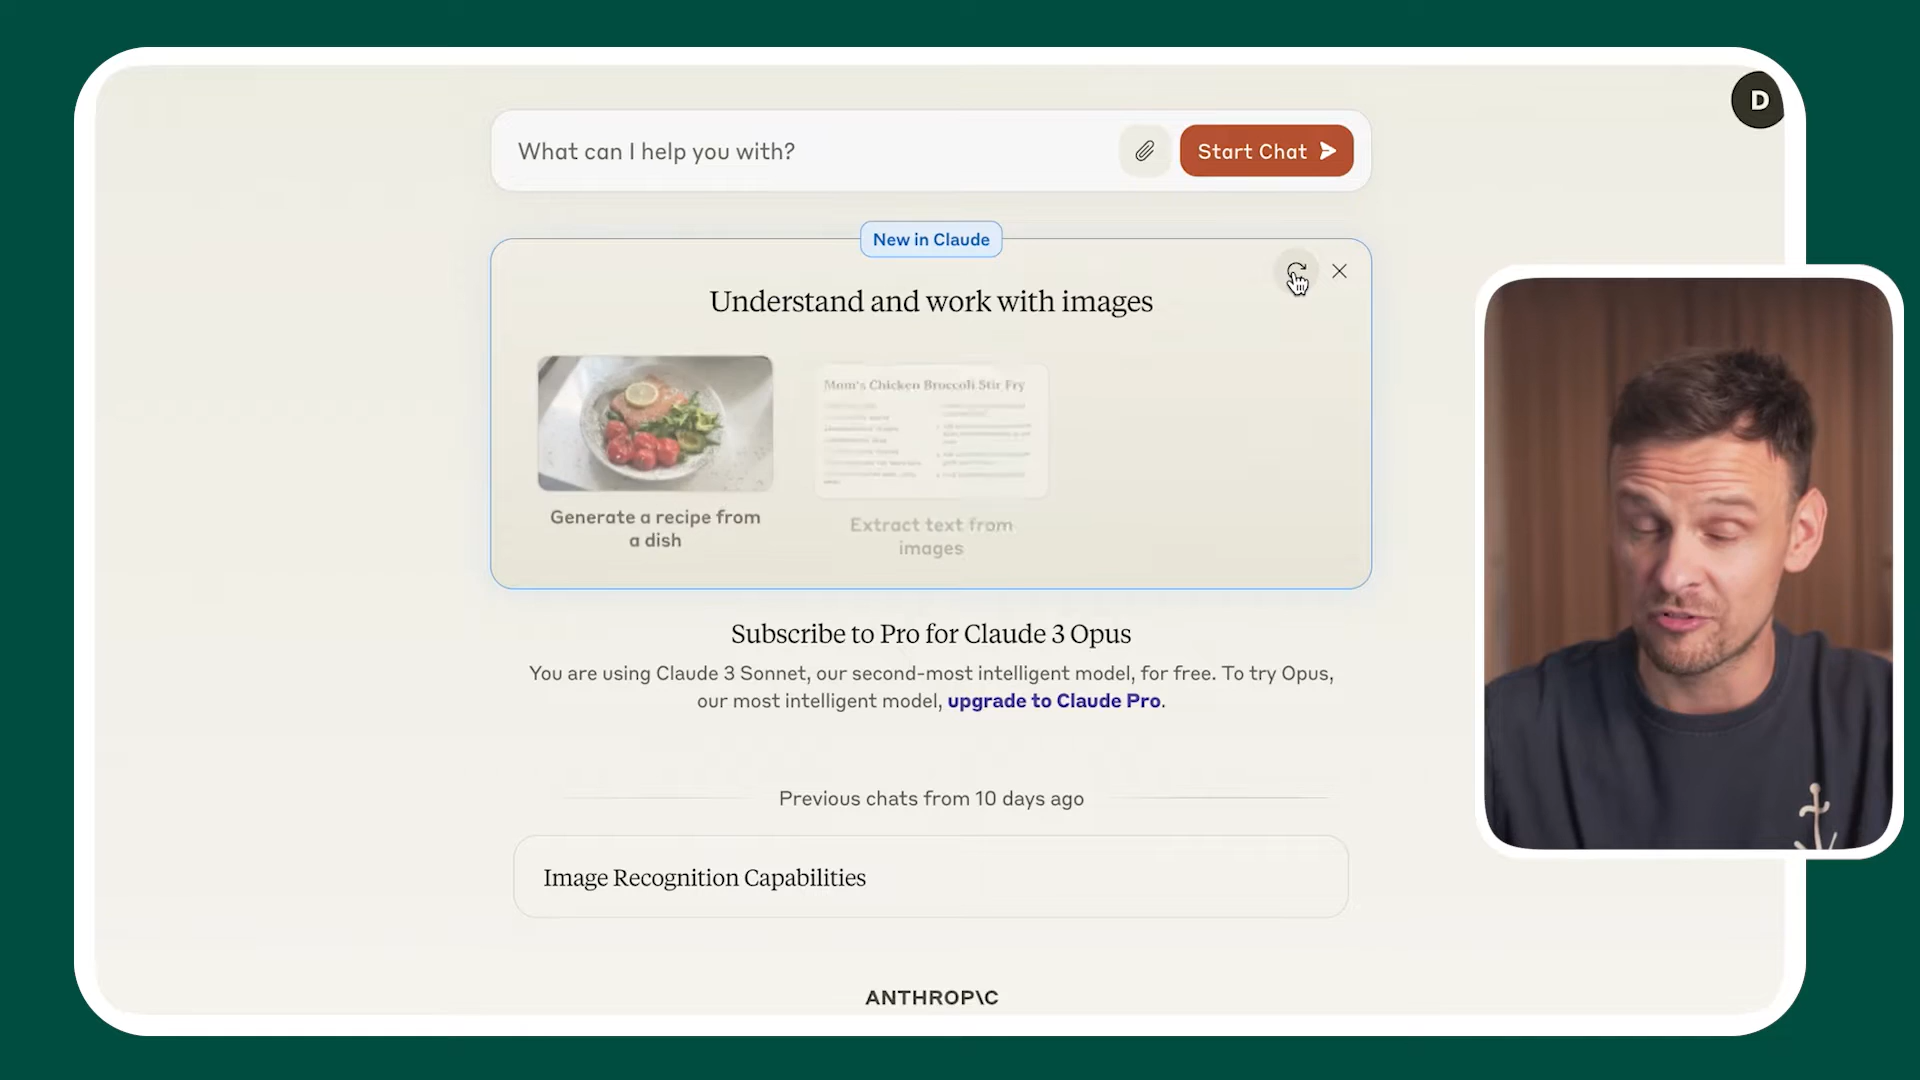 D
What can I help you with?
Start Chat
New in Claude
Understand and work with images
Mom's Chicken Broccoli Stir Fry
Generate a recipe from
a dish
Extract text from
images
Subscribe to Pro for Claude 3 Opus
You are using Claude 3 Sonnet, our second-most intelligent model, for free. To try Opus,
our most intelligent model, upgrade to Claude Pro.
Previous chats from 10 days ago
Image Recognition Capabilities
ANTHROP\C